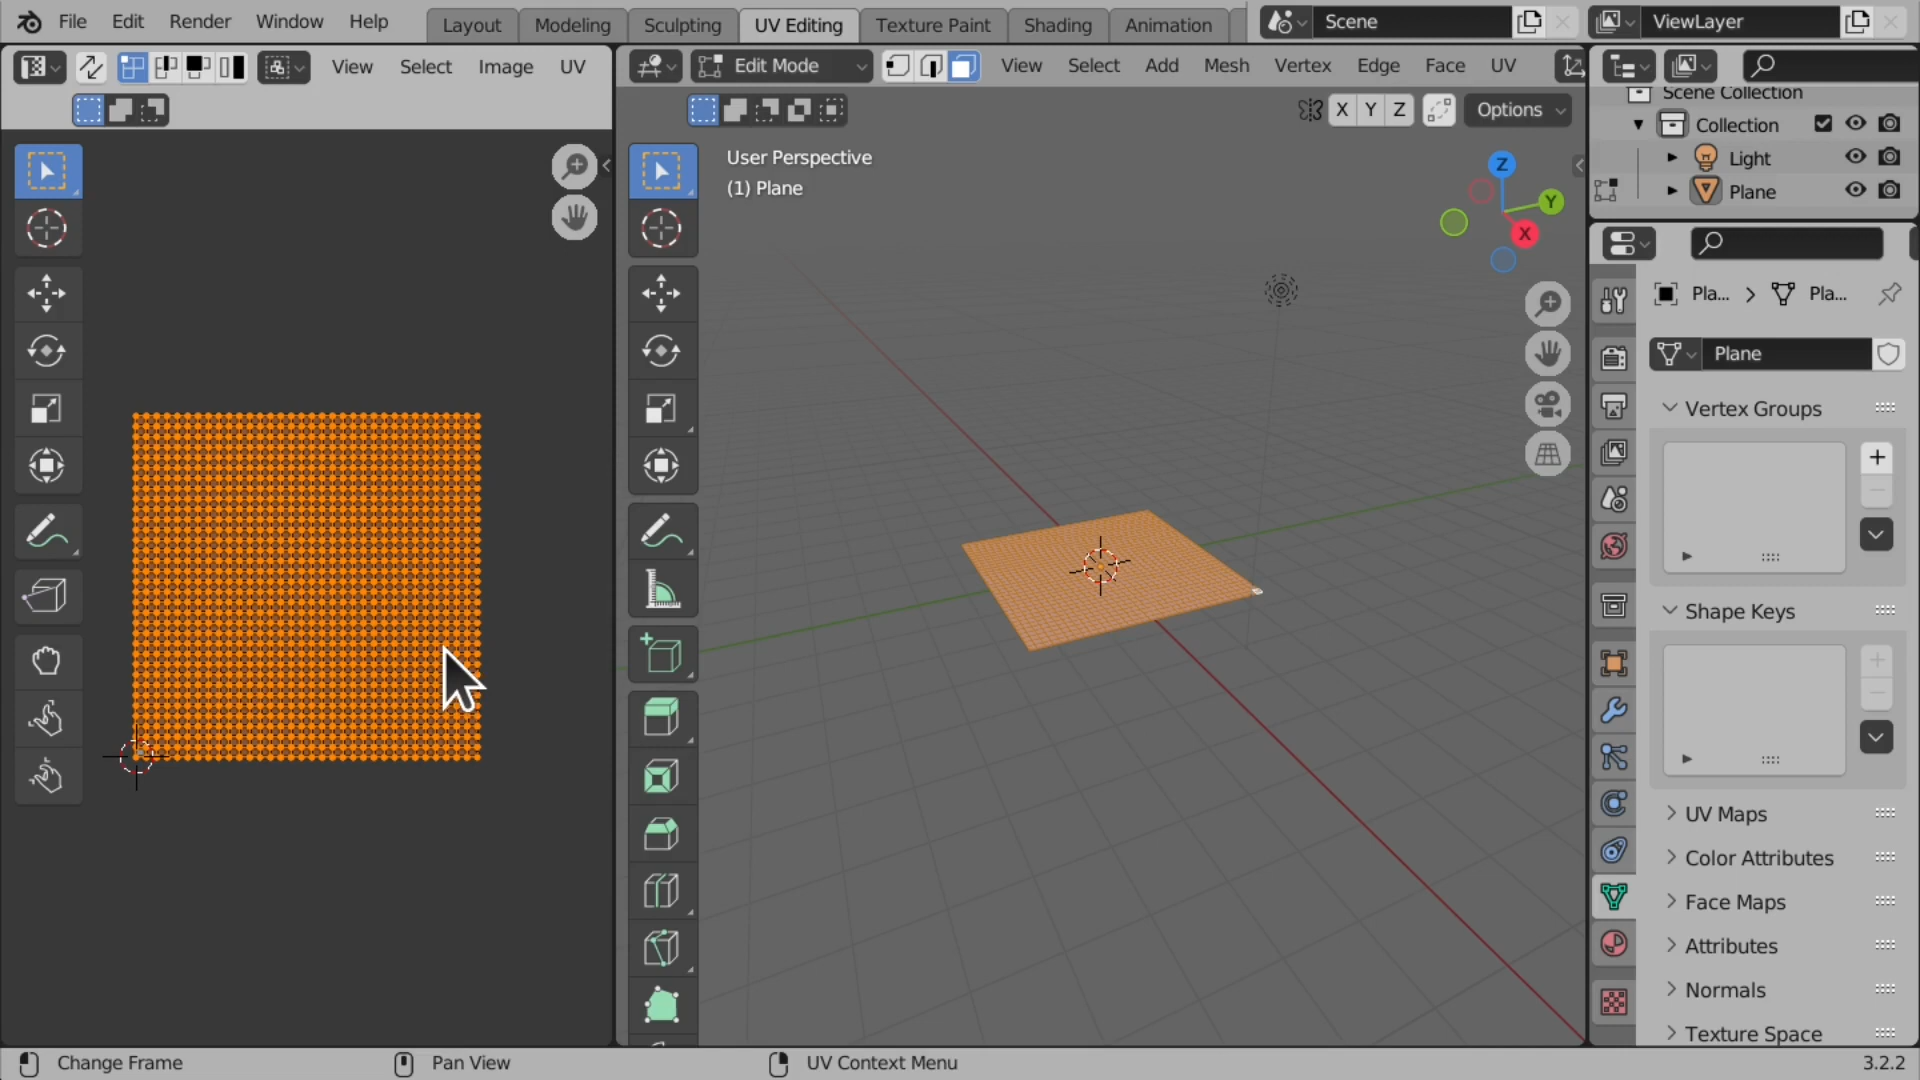 File Edit Render Window Help Layout Modeling Sculpting UV Editing Texture Paint Shading Animation Scene ViewLayer
View Select Image UV Edit Mode View Select Add Mesh Vertex Edge Face UV
X Y Z Options
Scene Collection
Collection
Light
Plane
User Perspective
(1) Plane
Z
Y
X
Pla... Pla...
Plane
Vertex Groups
Shape Keys
UV Maps
Color Attributes
Face Maps
Attributes
Normals
Texture Space
Change Frame Pan View UV Context Menu 3.2.2